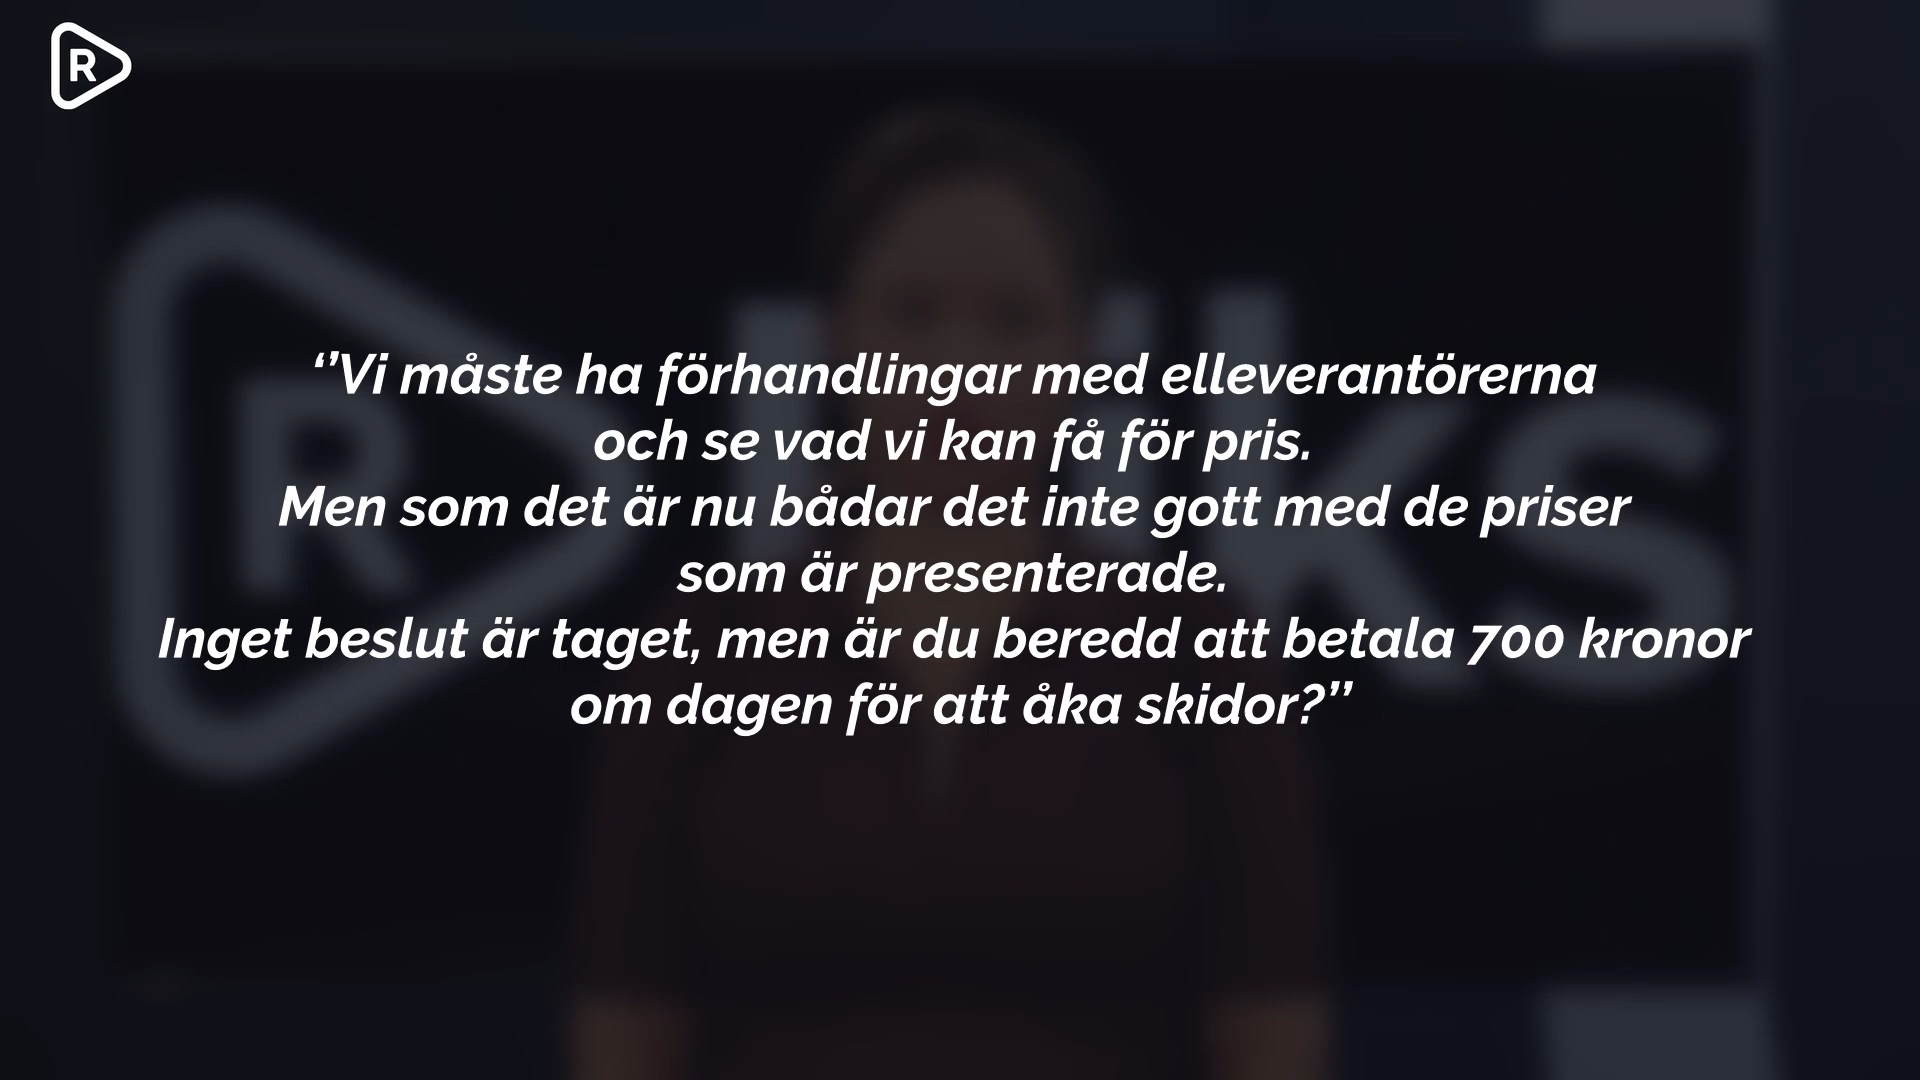 R
‘’Vi måste ha förhandlingar med elleverantörerna
och se vad vi kan få för pris.
Men som det är nu bådar det inte gott med de priser
som är presenterade.
Inget beslut är taget, men är du beredd att betala 700 kronor
om dagen för att åka skidor?’’
R Riks